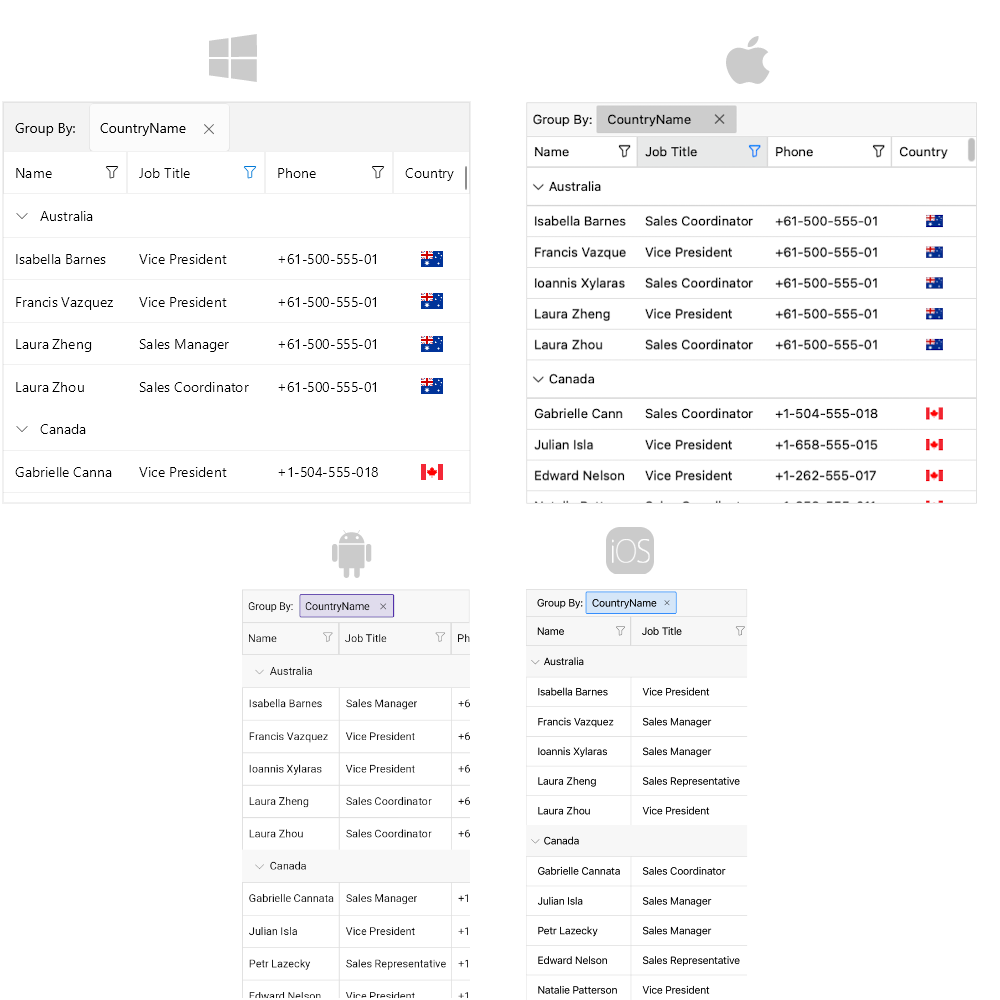 Group By: CountryName
Name Job Title Phone Country
Australia
Isabella Barnes Vice President +61-500-555-01
Francis Vazquez Vice President +61-500-555-01
Laura Zheng Sales Manager +61-500-555-01
Laura Zhou Sales Coordinator +61-500-555-01
Canada
Gabrielle Canna Vice President +1-504-555-018
Group By: CountryName
Name Job Title Phone Country
Australia
Isabella Barnes Sales Coordinator +61-500-555-01
Francis Vazque Vice President +61-500-555-01
Ioannis Xylaras Sales Coordinator +61-500-555-01
Laura Zheng Vice President +61-500-555-01
Laura Zhou Sales Coordinator +61-500-555-01
Canada
Gabrielle Cann Sales Coordinator +1-504-555-018
Julian Isla Vice President +1-658-555-015
Edward Nelson Vice President +1-262-555-017
iOS
Group By: CountryName
Name Job Title Ph
Australia
Isabella Barnes Sales Manager +6
Francis Vazquez Vice President +6
Ioannis Xylaras Vice President +6
Laura Zheng Sales Coordinator +6
Laura Zhou Sales Coordinator +6
Canada
Gabrielle Cannata Sales Manager +1
Julian Isla Vice President +1
Petr Lazecky Sales Representative +1
Edward Nelson Vice President +1
Group By: CountryName
Name Job Title
Australia
Isabella Barnes Vice President
Francis Vazquez Sales Manager
Ioannis Xylaras Sales Manager
Laura Zheng Sales Representative
Laura Zhou Vice President
Canada
Gabrielle Cannata Sales Coordinator
Julian Isla Sales Manager
Petr Lazecky Sales Manager
Edward Nelson Sales Representative
Natalie Patterson Vice President